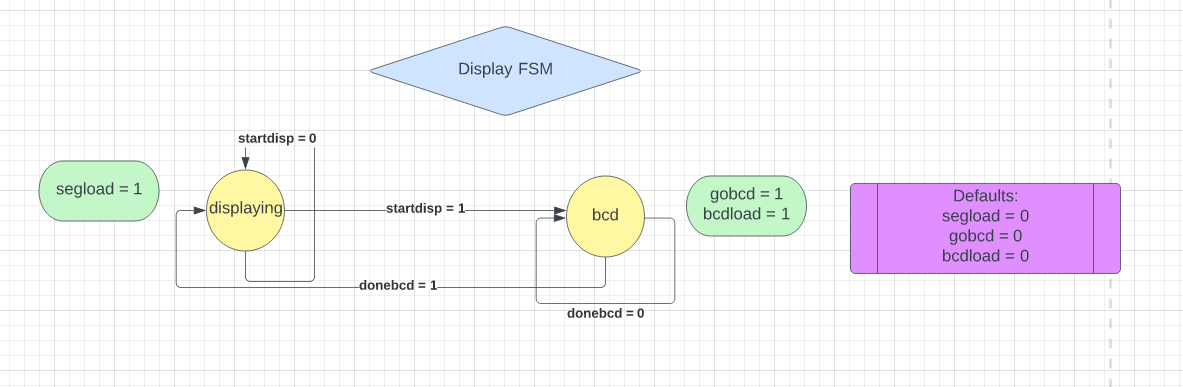 Display FSM
startdisp = 0
segload = 1
displaying
startdisp = 1
bcd
gobcd = 1
bcdload = 1
Defaults:
segload = 0
gobcd = 0
bcdload = 0
donebcd = 1
donebcd = 0